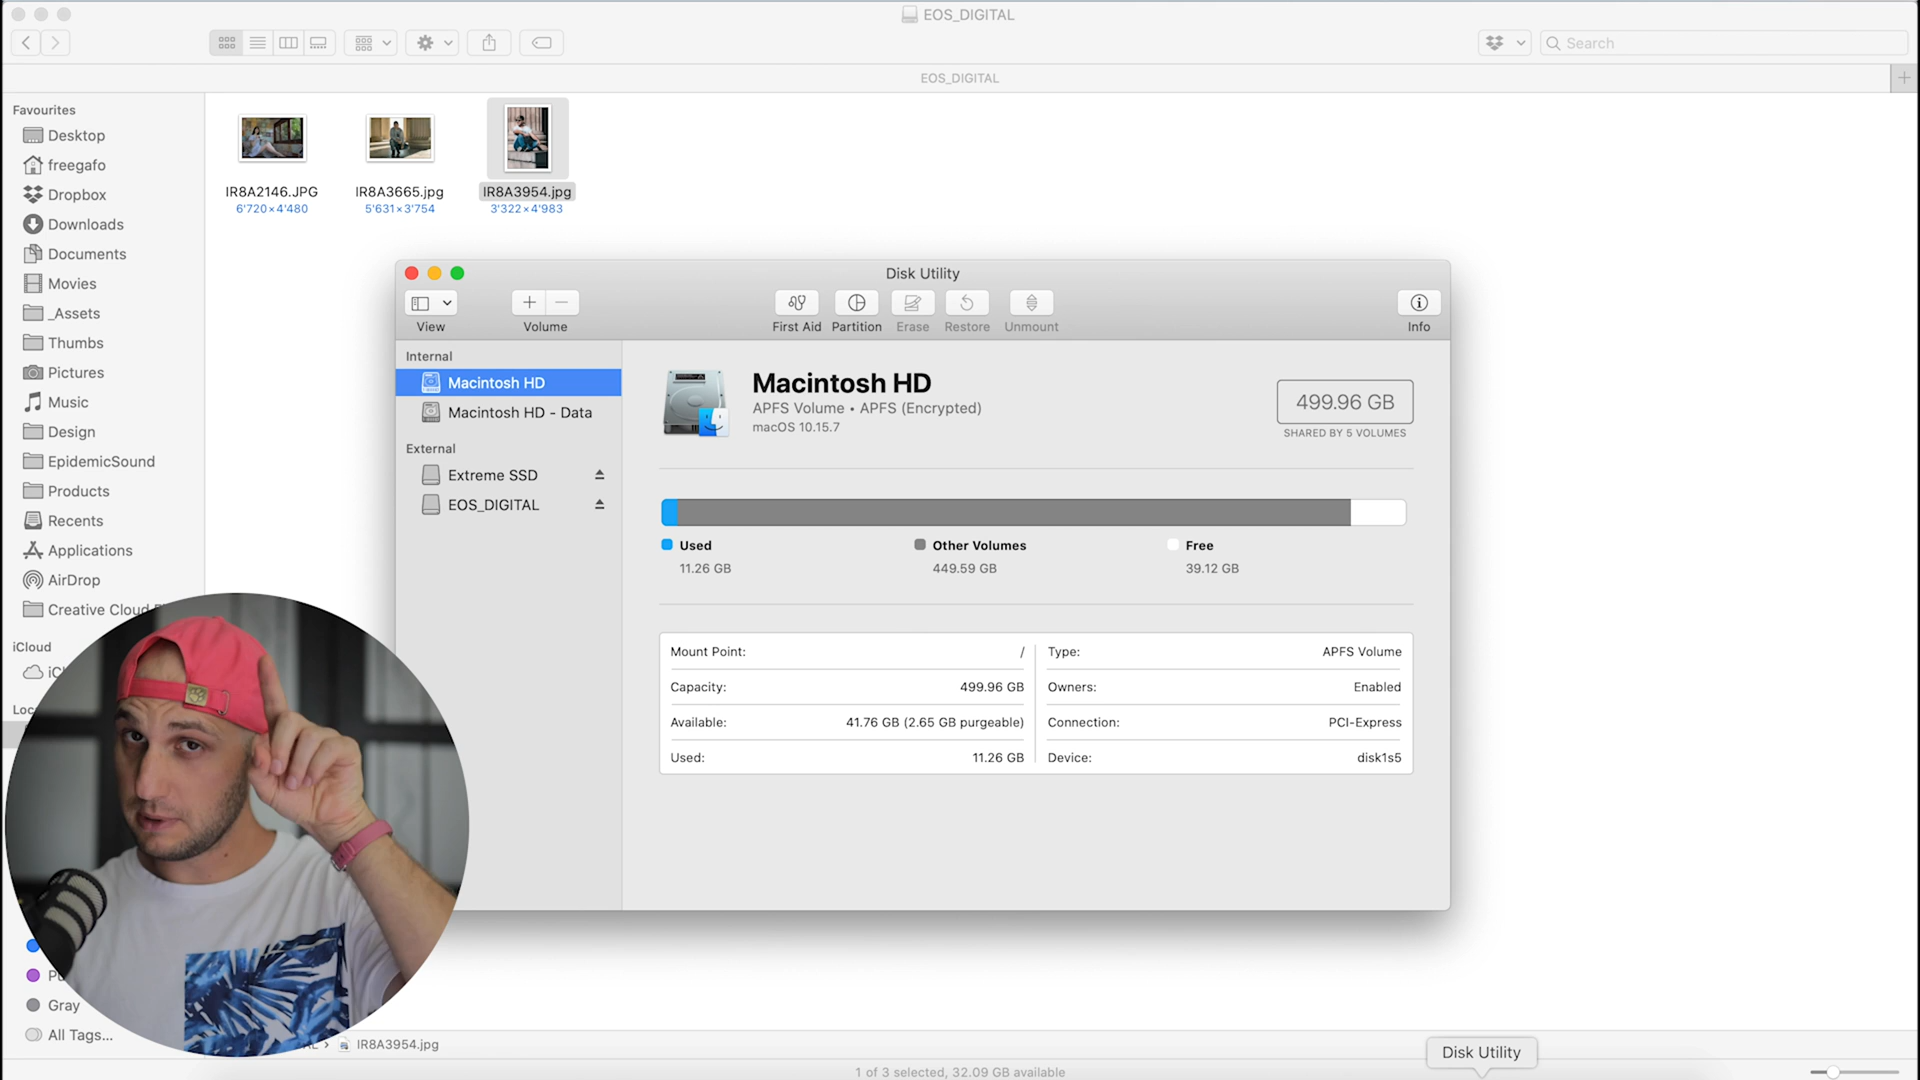 EOS_DIGITAL
Search
EOS_DIGITAL
Favourites
Desktop
freegafo
Dropbox
Downloads
Documents
Movies
_Assets
Thumbs
Pictures
Music
Design
EpidemicSound
Products
Recents
Applications
AirDrop
Creative Cloud
iCloud
Gray
All Tags...
IR8A2146.JPG
6'720×4'480
IR8A3665.jpg
5'631×3'754
IR8A3954.jpg
3'322×4'983
Disk Utility
View
Volume
First Aid
Partition
Erase
Restore
Unmount
Info
Internal
Macintosh HD
Macintosh HD - Data
External
Extreme SSD
EOS_DIGITAL
Macintosh HD
APFS Volume • APFS (Encrypted)
macOS 10.15.7
499.96 GB
SHARED BY 5 VOLUMES
Used
11.26 GB
Other Volumes
449.59 GB
Free
39.12 GB
Mount Point: /
Capacity: 499.96 GB
Available: 41.76 GB (2.65 GB purgeable)
Used: 11.26 GB
Type: APFS Volume
Owners: Enabled
Connection: PCI-Express
Device: disk1s5
IR8A3954.jpg
Disk Utility
1 of 3 selected, 32.09 GB available